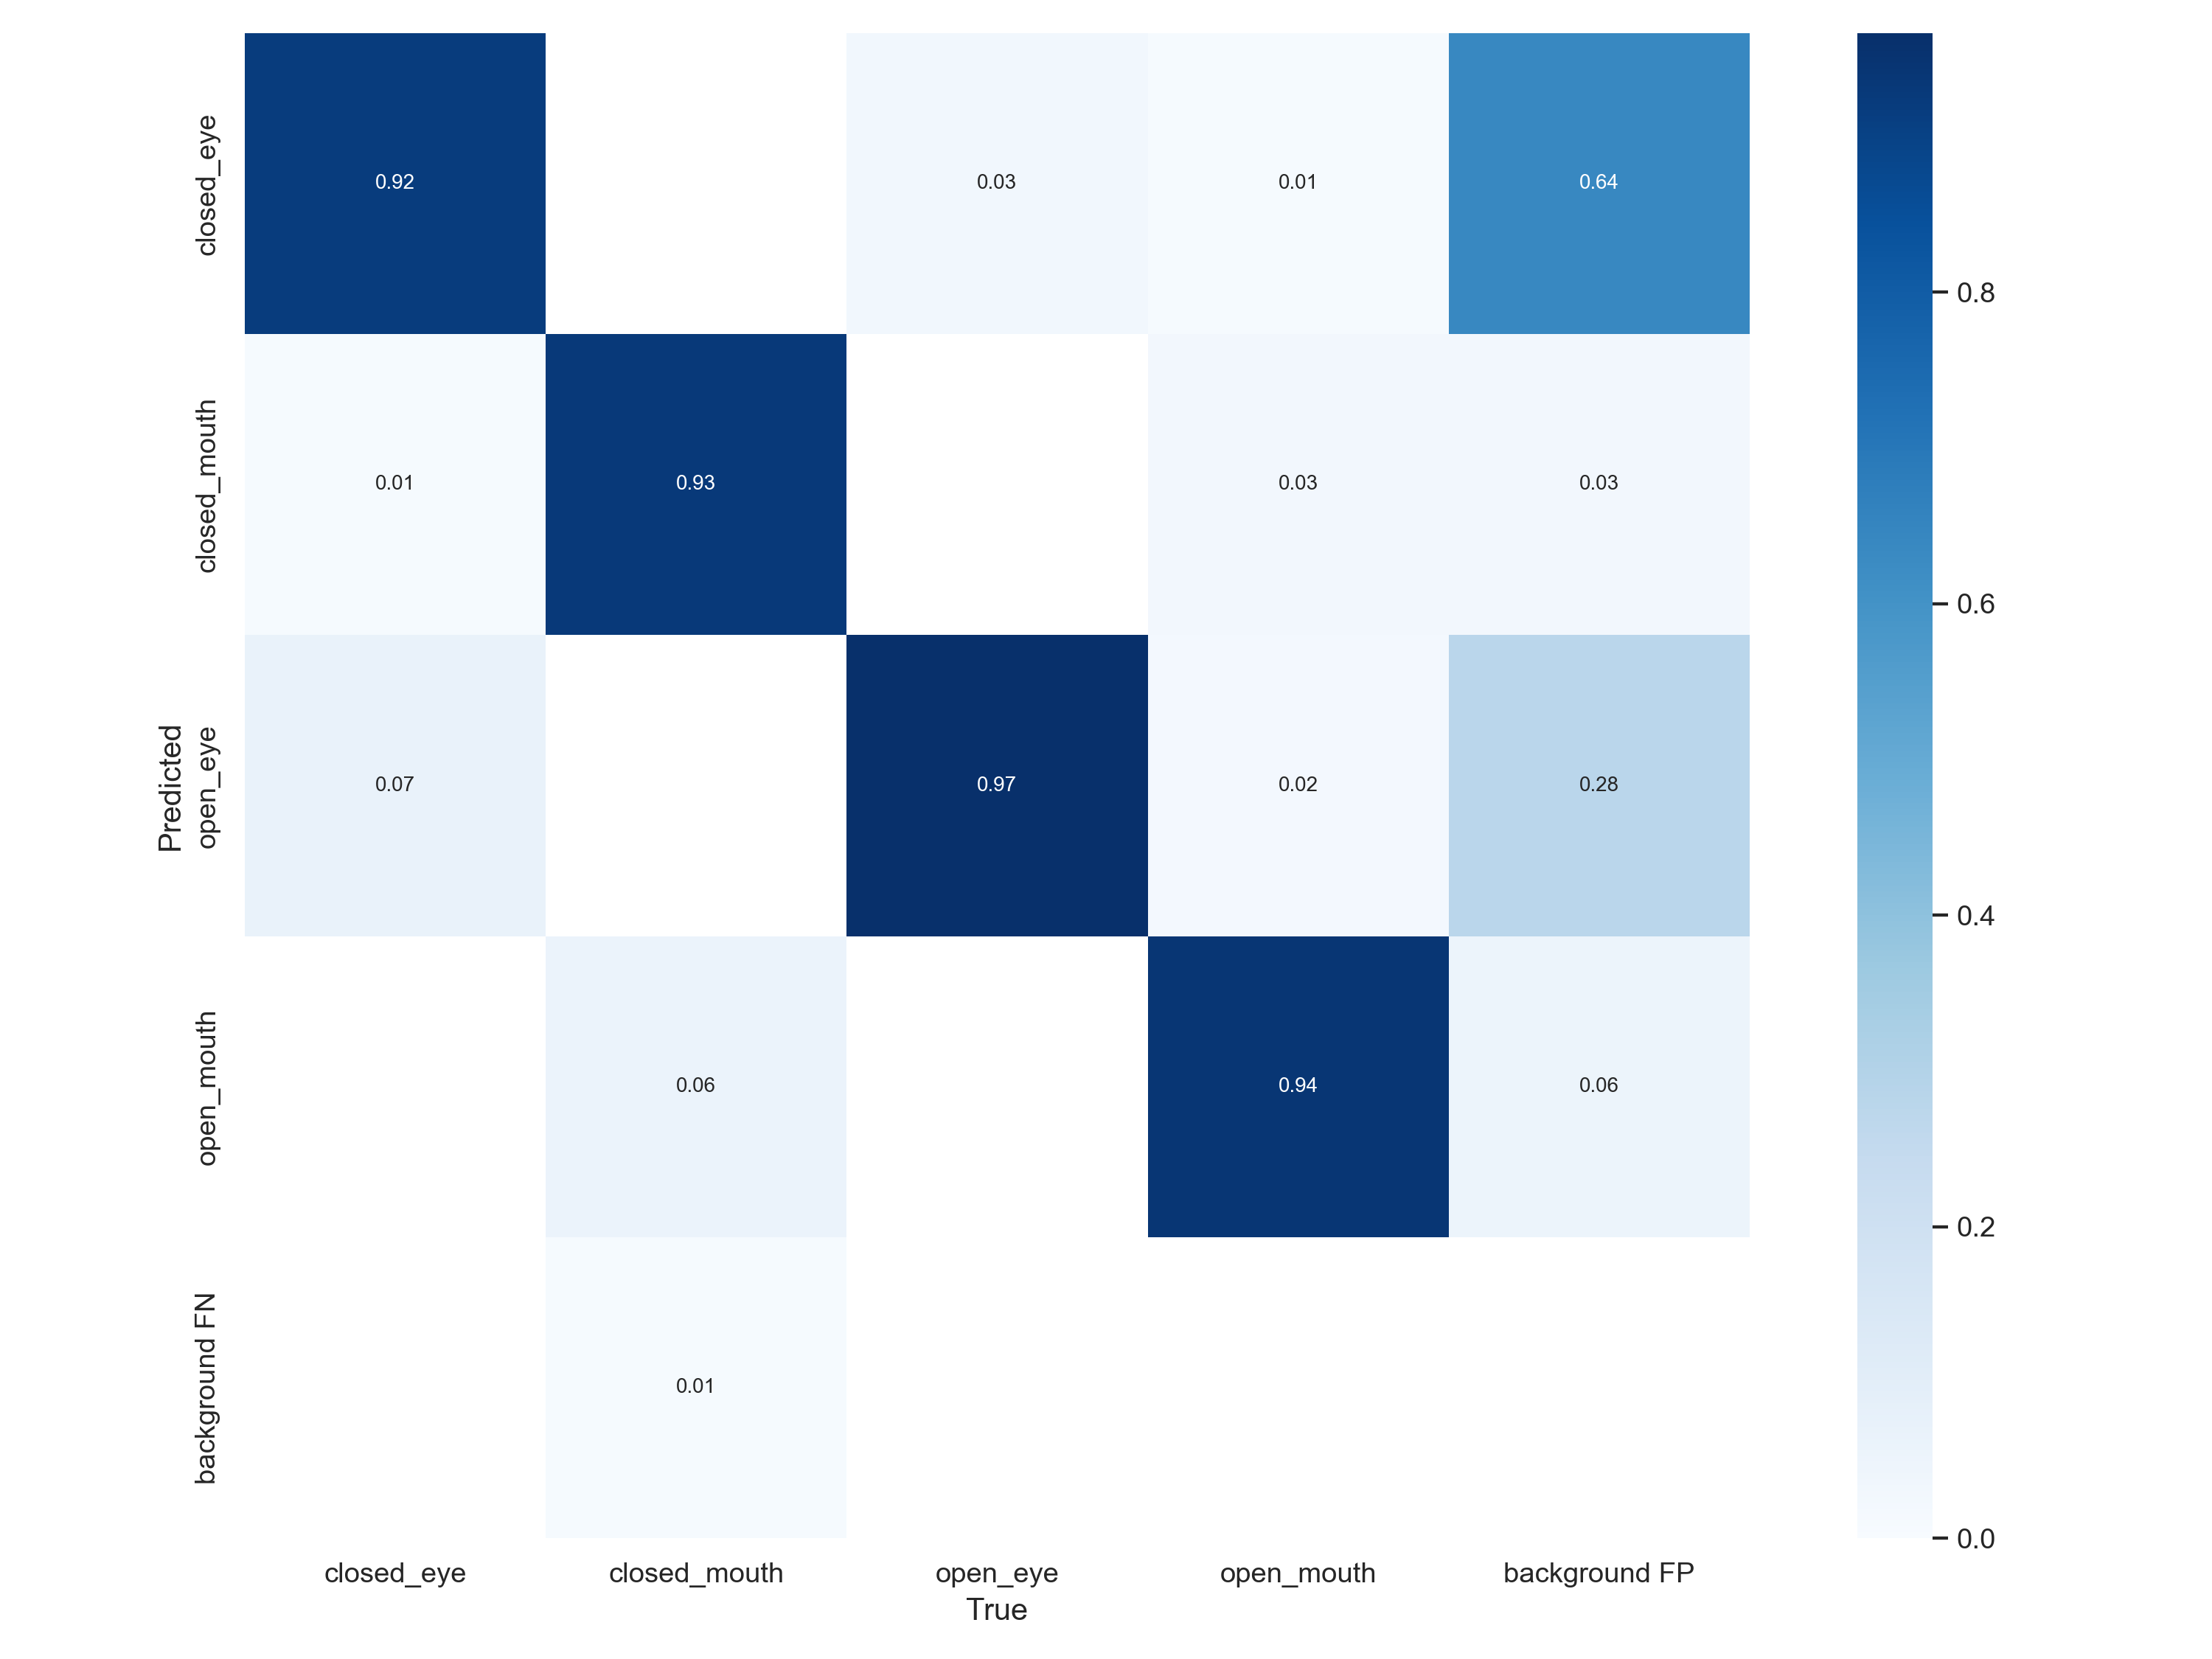 closed_eye
0.92
0.03
0.01
0.64
closed_mouth
0.01
0.93
0.03
0.03
Predicted
open_eye
0.07
0.97
0.02
0.28
open_mouth
0.06
0.94
0.06
background FN
0.01
closed_eye
closed_mouth
open_eye
open_mouth
background FP
True
0.8
0.6
0.4
0.2
0.0